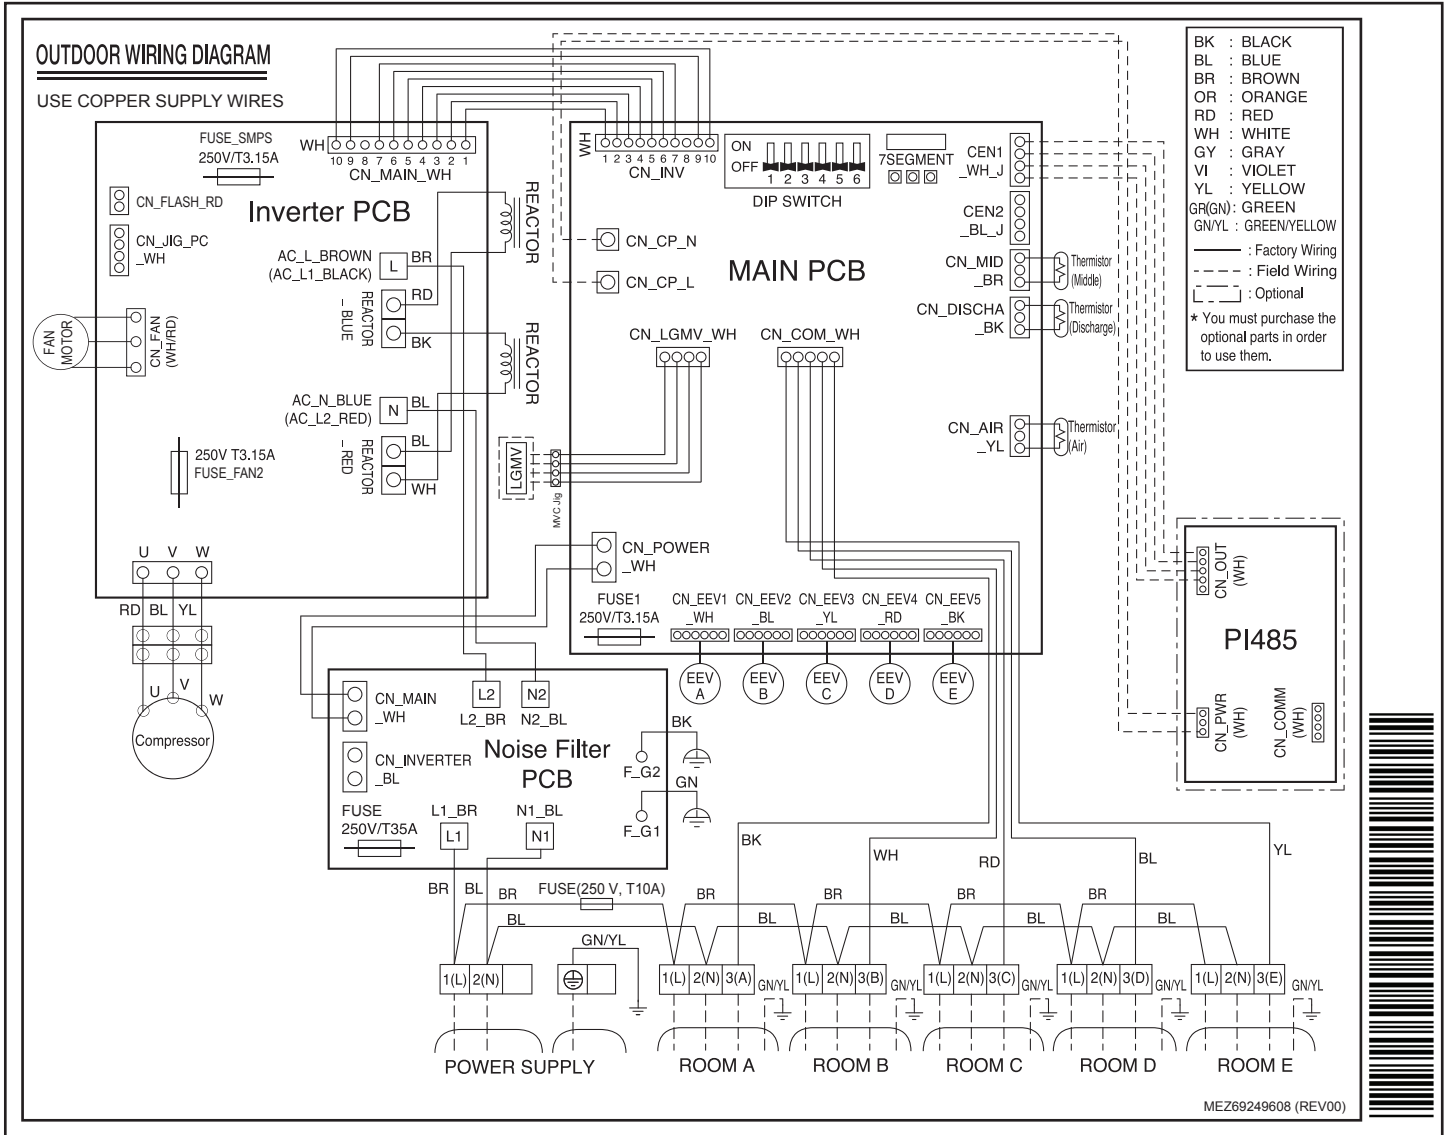 OUTDOOR WIRING DIAGRAM
USE COPPER SUPPLY WIRES
BK : BLACK
BL : BLUE
BR : BROWN
OR : ORANGE
RD : RED
WH : WHITE
GY : GRAY
VI : VIOLET
YL : YELLOW
GR(GN) : GREEN
GN/YL : GREEN/YELLOW
: Factory Wiring
: Field Wiring
: Optional
* You must purchase the
optional parts in order
to use them.
FUSE_SMPS
250V/T3.15A
WH
10 9 8 7 6 5 4 3 2 1
CN_MAIN_WH
CN_FLASH_RD
CN_JIG_PC
_WH
Inverter PCB
AC_L_BROWN
(AC_L1_BLACK)
L
BR
RD
REACTOR
_BLUE
BK
REACTOR
REACTOR
FAN
MOTOR
CN_FAN
(WH/RD)
AC_N_BLUE
(AC_L2_RED)
N
BL
BL
REACTOR
_RED
WH
250V T3.15A
FUSE_FAN2
U V W
RD BL YL
U V W
Compressor
WH
1 2 3 4 5 6 7 8 9 10
CN_INV
ON
OFF
1 2 3 4 5 6
DIP SWITCH
7SEGMENT
CEN1
_WH_J
CEN2
_BL_J
CN_CP_N
CN_CP_L
MAIN PCB
CN_MID
_BR
Thermistor
(Middle)
CN_DISCHA
_BK
Thermistor
(Discharge)
CN_LGMV_WH
CN_COM_WH
CN_AIR
_YL
Thermistor
(Air)
LGMV
MVC Jig
CN_POWER
_WH
FUSE1
250V/T3.15A
CN_EEV1
_WH
CN_EEV2
_BL
CN_EEV3
_YL
CN_EEV4
_RD
CN_EEV5
_BK
EEV
A
EEV
B
EEV
C
EEV
D
EEV
E
CN_OUT
(WH)
PI485
CN_PWR
(WH)
CN_COMM
(WH)
CN_MAIN
_WH
L2
L2_BR
N2
N2_BL
CN_INVERTER
_BL
Noise Filter
PCB
BK
F_G2
GN
F_G1
FUSE
250V/T35A
L1_BR
L1
N1_BL
N1
BR BL
BR
FUSE(250 V, T10A)
BL
GN/YL
BK
WH
RD
BL
YL
BR
BL
BR
BL
BR
BL
BR
BL
1(L) 2(N)
1(L) 2(N) 3(A)
GN/YL
1(L) 2(N) 3(B)
GN/YL
1(L) 2(N) 3(C)
GN/YL
1(L) 2(N) 3(D)
GN/YL
1(L) 2(N) 3(E)
GN/YL
POWER SUPPLY
ROOM A
ROOM B
ROOM C
ROOM D
ROOM E
MEZ69249608 (REV00)